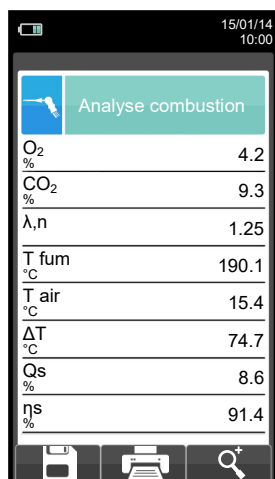 15/01/14
10:00
Analyse combustion
O₂
% 4.2
CO₂
% 9.3
λ,n 1.25
T fum
°C 190.1
T air
°C 15.4
ΔT
°C 74.7
Qs
% 8.6
ηs
% 91.4